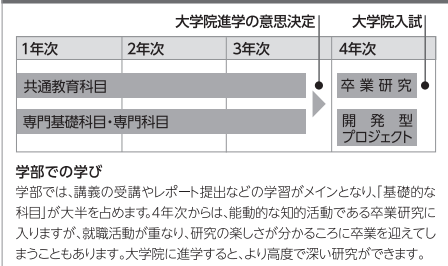 大学院進学の意思決定 大学院入試
1年次 2年次 3年次 4年次
共通教育科目 卒業研究
専門基礎科目・専門科目 開発型
プロジェクト
学部での学び
学部では、講義の受講やレポート提出などの学習がメインとなり、「基礎的な
科目」が大半を占めます。4年次からは、能動的な知的活動である卒業研究に
入りますが、就職活動が重なり、研究の楽しさが分かるころに卒業を迎えてし
まうこともあります。大学院に進学すると、より高度で深い研究ができます。